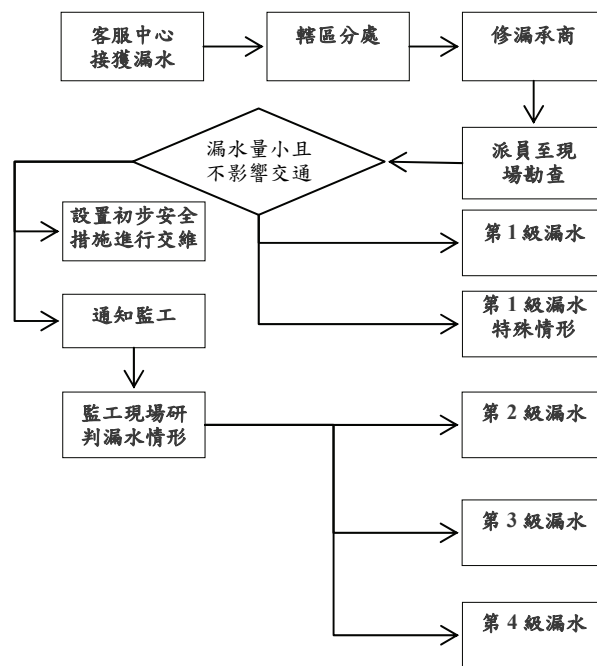 客服中心
接獲漏水
轄區分處
修漏承商
派員至現
場勘查
漏水量小且
不影響交通
設置初步安全
措施進行交維
第 1 級漏水
通知監工
第 1 級漏水
特殊情形
監工現場研
判漏水情形
第 2 級漏水
第 3 級漏水
第 4 級漏水